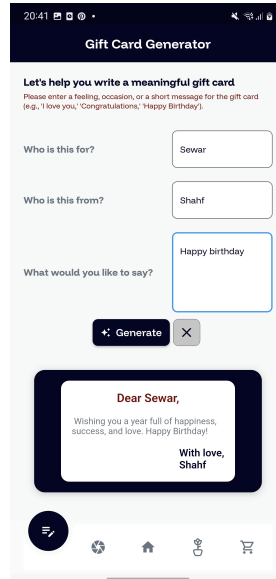 20:41
Gift Card Generator
Let's help you write a meaningful gift card
Please enter a feeling, occasion, or a short message for the gift card
(e.g., 'I love you,' 'Congratulations,' 'Happy Birthday').
Who is this for?
Sewar
Who is this from?
Shahf
Happy birthday
What would you like to say?
Generate
Dear Sewar,
Wishing you a year full of happiness,
success, and love. Happy Birthday!
With love,
Shahf